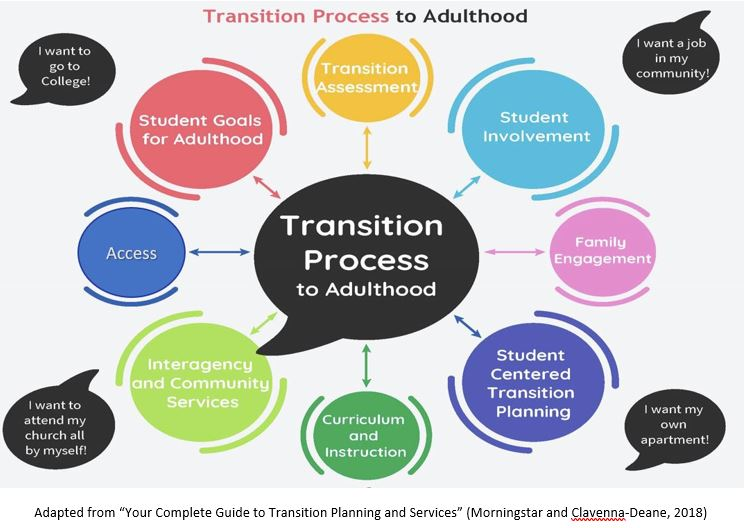 Transition Process to Adulthood
I want to
go to
College!
Transition
Assessment
I want a job
in my
community!
Student Goals
for Adulthood
Student
Involvement
Transition
Process
to Adulthood
Access
Family
Engagement
Interagency
and Community
Services
Student
Centered
Transition
Planning
I want to
attend my
church all
by myself!
Curriculum
and
Instruction
I want my
own
apartment!
Adapted from “Your Complete Guide to Transition Planning and Services” (Morningstar and Clavenna-Deane, 2018)